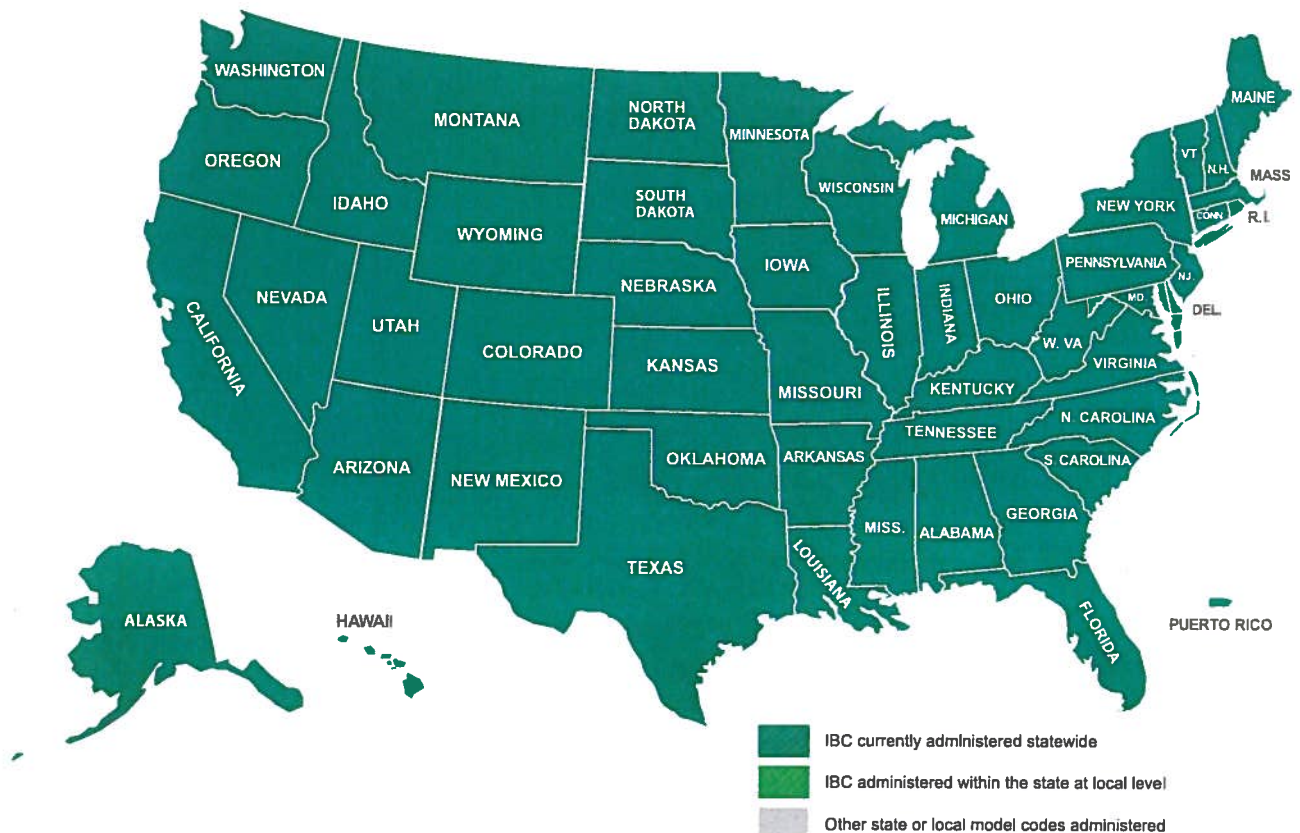 WASHINGTON
MONTANA
NORTH
DAKOTA
MINNESOTA
MAINE
OREGON
IDAHO
SOUTH
DAKOTA
WISCONSIN
MICHIGAN
VT
N.H.
MASS
NEW YORK
CONN
R.I.
WYOMING
IOWA
PENNSYLVANIA
N.J.
NEBRASKA
NEVADA
UTAH
COLORADO
ILLINOIS
INDIANA
OHIO
MD.
DEL.
W. VA
VIRGINIA
CALIFORNIA
KANSAS
MISSOURI
KENTUCKY
N. CAROLINA
TENNESSEE
ARIZONA
NEW MEXICO
OKLAHOMA
ARKANSAS
S. CAROLINA
MISS.
ALABAMA
GEORGIA
TEXAS
LOUISIANA
FLORIDA
ALASKA
HAWAII
PUERTO RICO
IBC currently administered statewide
IBC administered within the state at local level
Other state or local model codes administered